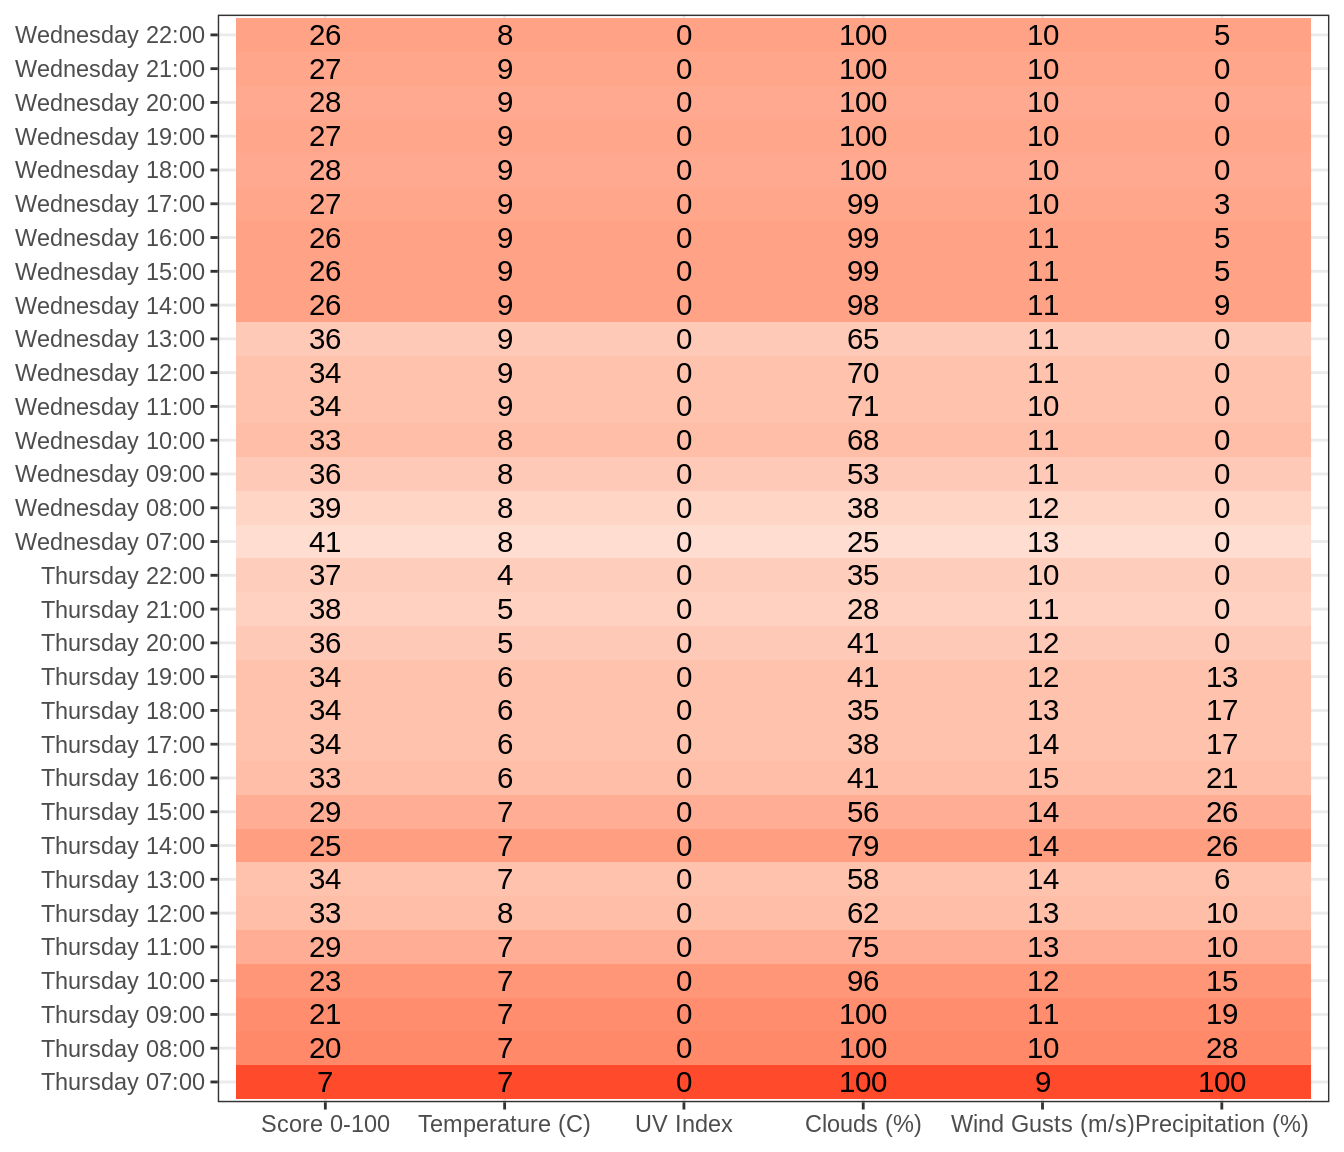 Wednesday 22:00 26 8 0 100 10 5
Wednesday 21:00 27 9 0 100 10 0
Wednesday 20:00 28 9 0 100 10 0
Wednesday 19:00 27 9 0 100 10 0
Wednesday 18:00 28 9 0 100 10 0
Wednesday 17:00 27 9 0 99 10 3
Wednesday 16:00 26 9 0 99 11 5
Wednesday 15:00 26 9 0 99 11 5
Wednesday 14:00 26 9 0 98 11 9
Wednesday 13:00 36 9 0 65 11 0
Wednesday 12:00 34 9 0 70 11 0
Wednesday 11:00 34 9 0 71 10 0
Wednesday 10:00 33 8 0 68 11 0
Wednesday 09:00 36 8 0 53 11 0
Wednesday 08:00 39 8 0 38 12 0
Wednesday 07:00 41 8 0 25 13 0
Thursday 22:00 37 4 0 35 10 0
Thursday 21:00 38 5 0 28 11 0
Thursday 20:00 36 5 0 41 12 0
Thursday 19:00 34 6 0 41 12 13
Thursday 18:00 34 6 0 35 13 17
Thursday 17:00 34 6 0 38 14 17
Thursday 16:00 33 6 0 41 15 21
Thursday 15:00 29 7 0 56 14 26
Thursday 14:00 25 7 0 79 14 26
Thursday 13:00 34 7 0 58 14 6
Thursday 12:00 33 8 0 62 13 10
Thursday 11:00 29 7 0 75 13 10
Thursday 10:00 23 7 0 96 12 15
Thursday 09:00 21 7 0 100 11 19
Thursday 08:00 20 7 0 100 10 28
Thursday 07:00 7 7 0 100 9 100
Score 0-100 Temperature (C) UV Index Clouds (%) Wind Gusts (m/s) Precipitation (%)